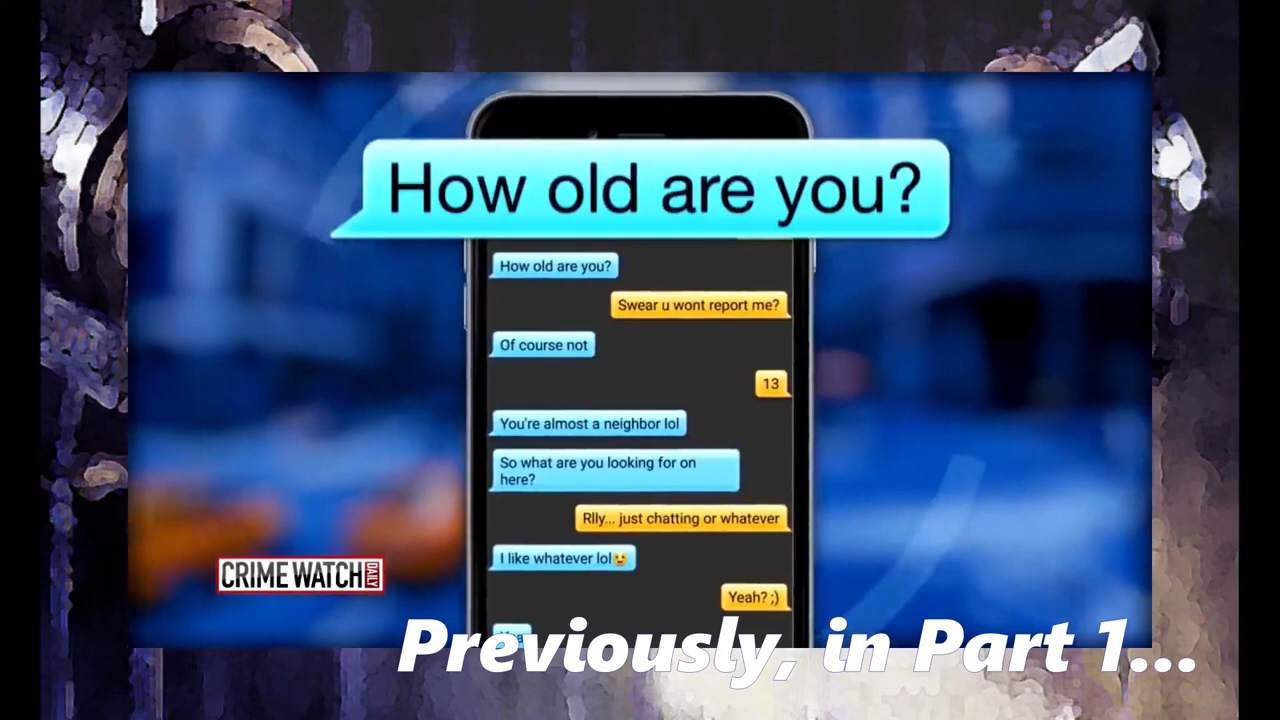 How old are you?
How old are you?
Swear u wont report me?
Of course not
13
You're almost a neighbor lol
So what are you looking for on
here?
Rlly... just chatting or whatever
I like whatever lol😉
Yeah? ;)
CRIME WATCH DAILY
Previously, in Part 1...